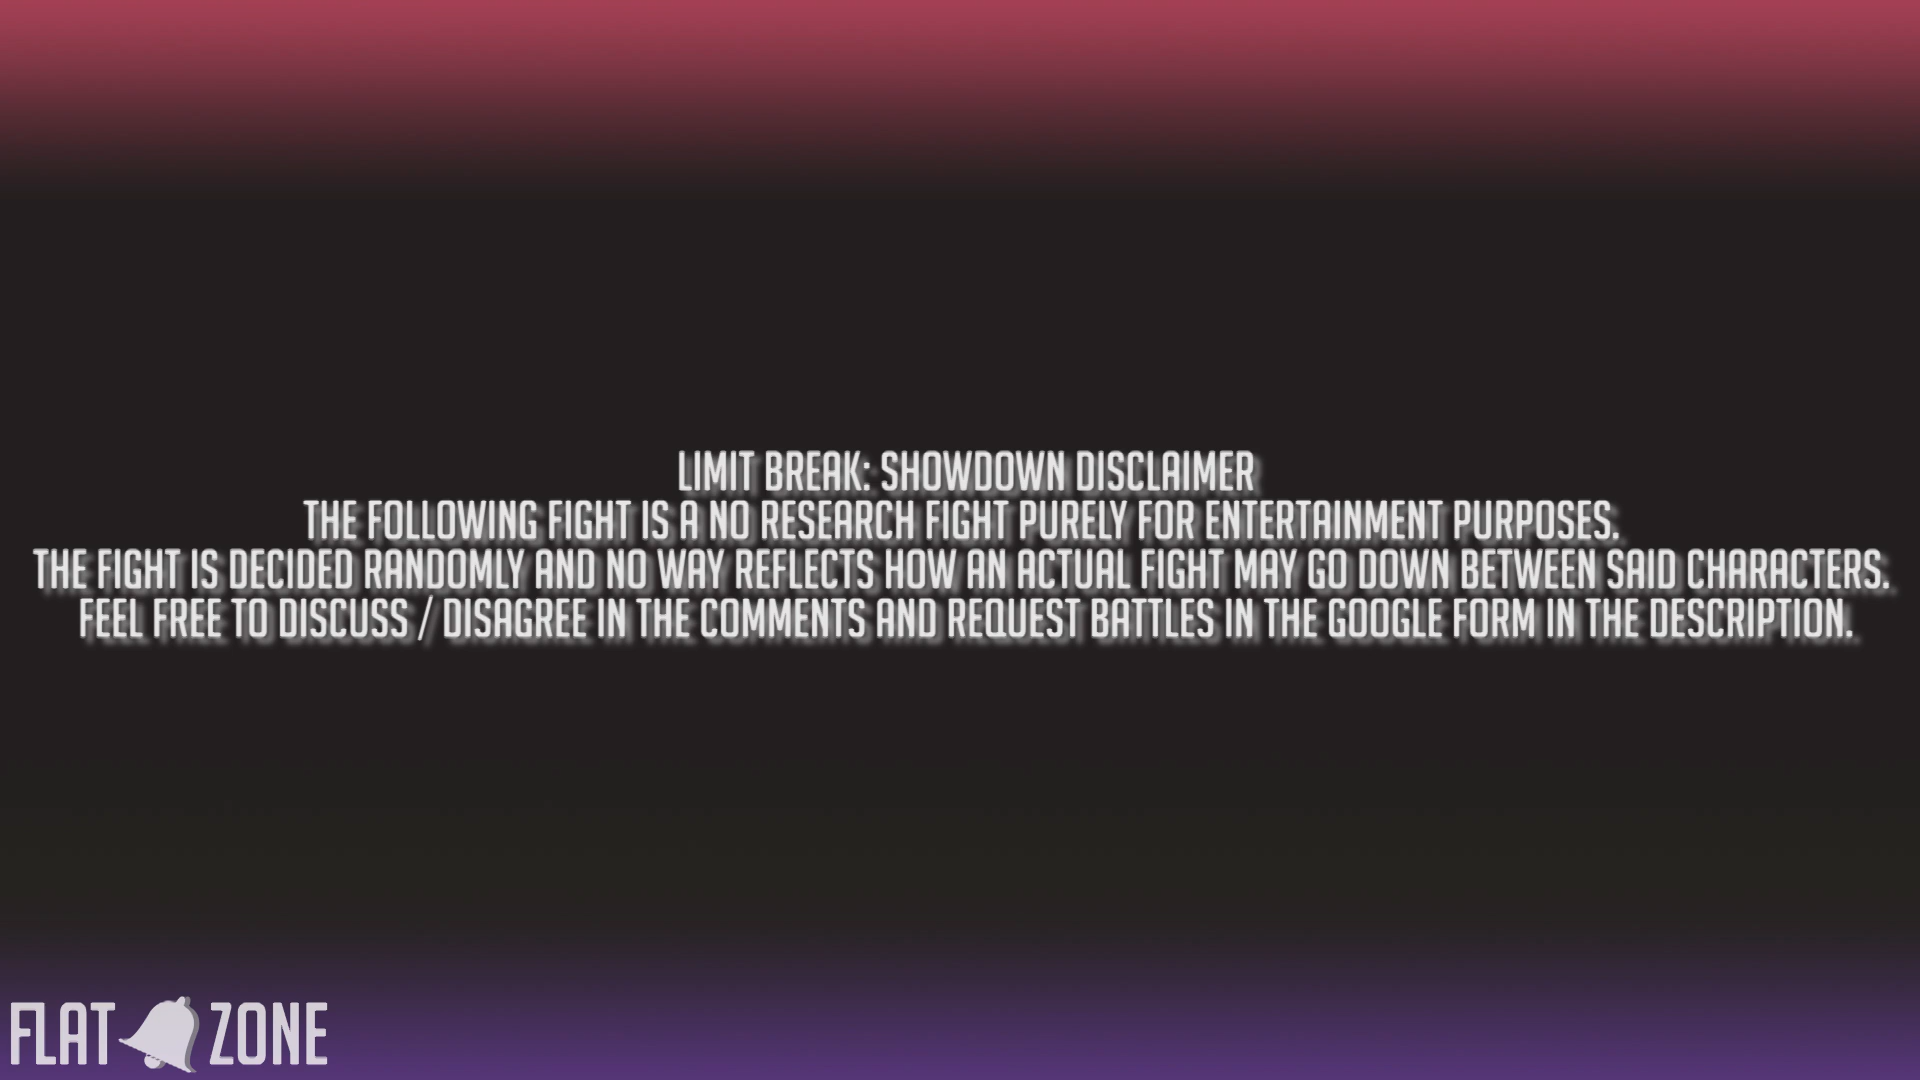 LIMIT BREAK: SHOWDOWN DISCLAIMER
THE FOLLOWING FIGHT IS A NO RESEARCH FIGHT PURELY FOR ENTERTAINMENT PURPOSES.
THE FIGHT IS DECIDED RANDOMLY AND NO WAY REFLECTS HOW AN ACTUAL FIGHT MAY GO DOWN BETWEEN SAID CHARACTERS.
FEEL FREE TO DISCUSS / DISAGREE IN THE COMMENTS AND REQUEST BATTLES IN THE GOOGLE FORM IN THE DESCRIPTION.
FLAT ZONE